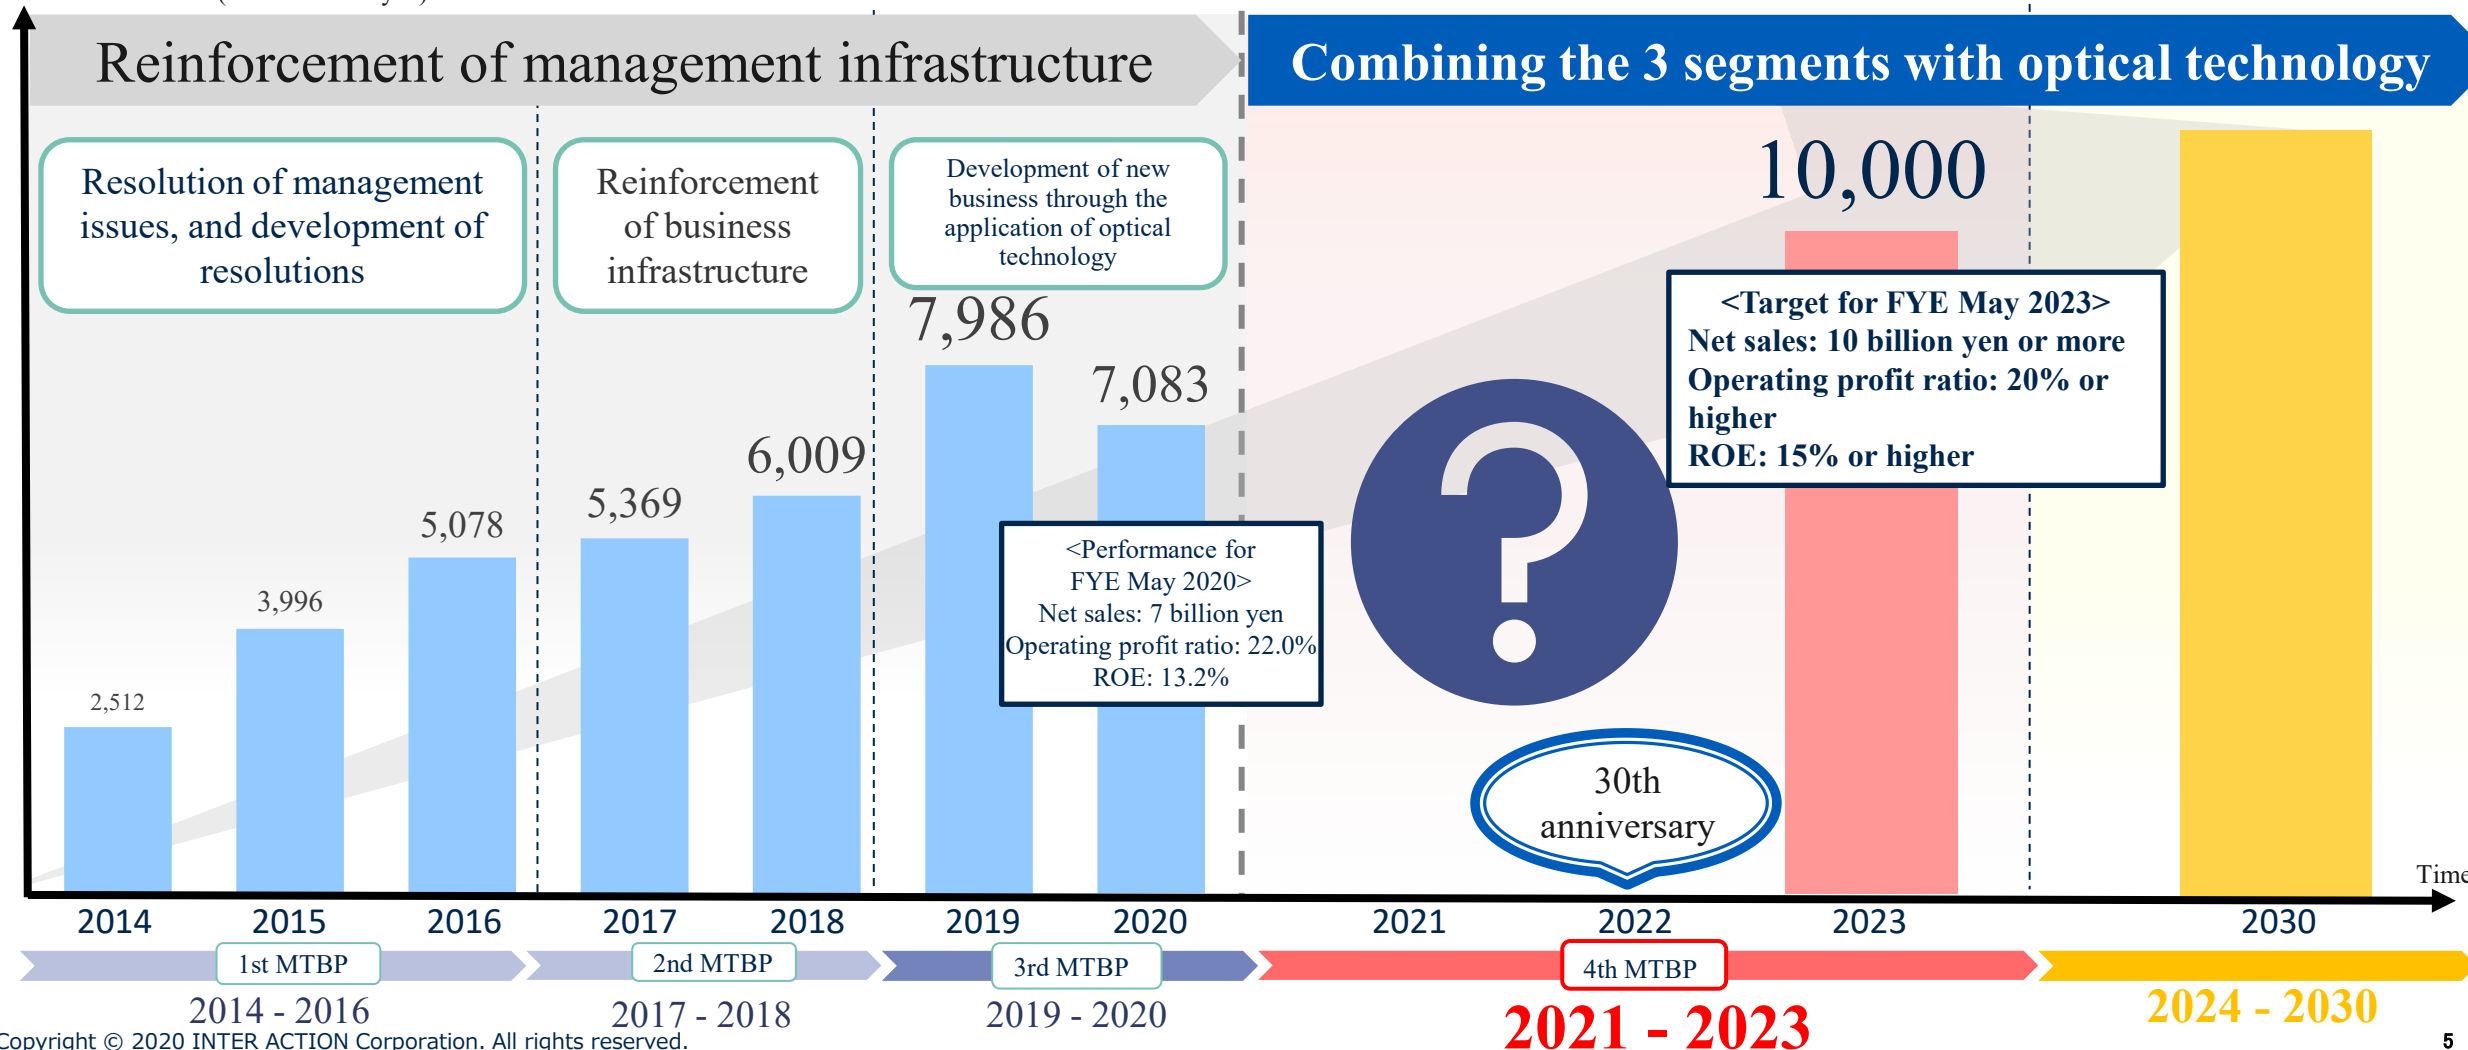 Reinforcement of management infrastructure
Combining the 3 segments with optical technology
Resolution of management
issues, and development of
resolutions
Reinforcement
of business
infrastructure
Development of new
business through the
application of optical
technology
10,000
<Target for FYE May 2023>
Net sales: 10 billion yen or more
Operating profit ratio: 20% or
higher
ROE: 15% or higher
7,986
7,083
6,009
5,369
5,078
3,996
2,512
<Performance for
FYE May 2020>
Net sales: 7 billion yen
Operating profit ratio: 22.0%
ROE: 13.2%
?
30th
anniversary
Time
2014
2015
2016
2017
2018
2019
2020
2021
2022
2023
2030
1st MTBP
2nd MTBP
3rd MTBP
4th MTBP
2014 - 2016
2017 - 2018
2019 - 2020
2021 - 2023
2024 - 2030
Copyright © 2020 INTER ACTION Corporation. All rights reserved.
5